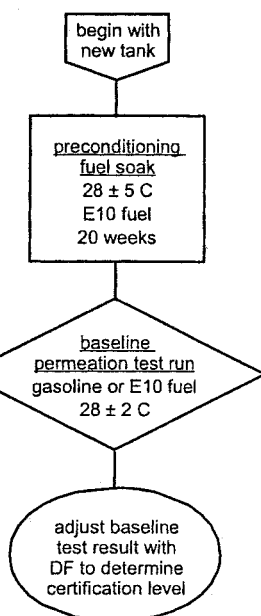 begin with
new tank
preconditioning
fuel soak
28 ± 5 C
E10 fuel
20 weeks
baseline
permeation test run
gasoline or E10 fuel
28 ± 2 C
adjust baseline
test result with
DF to determine
certification level